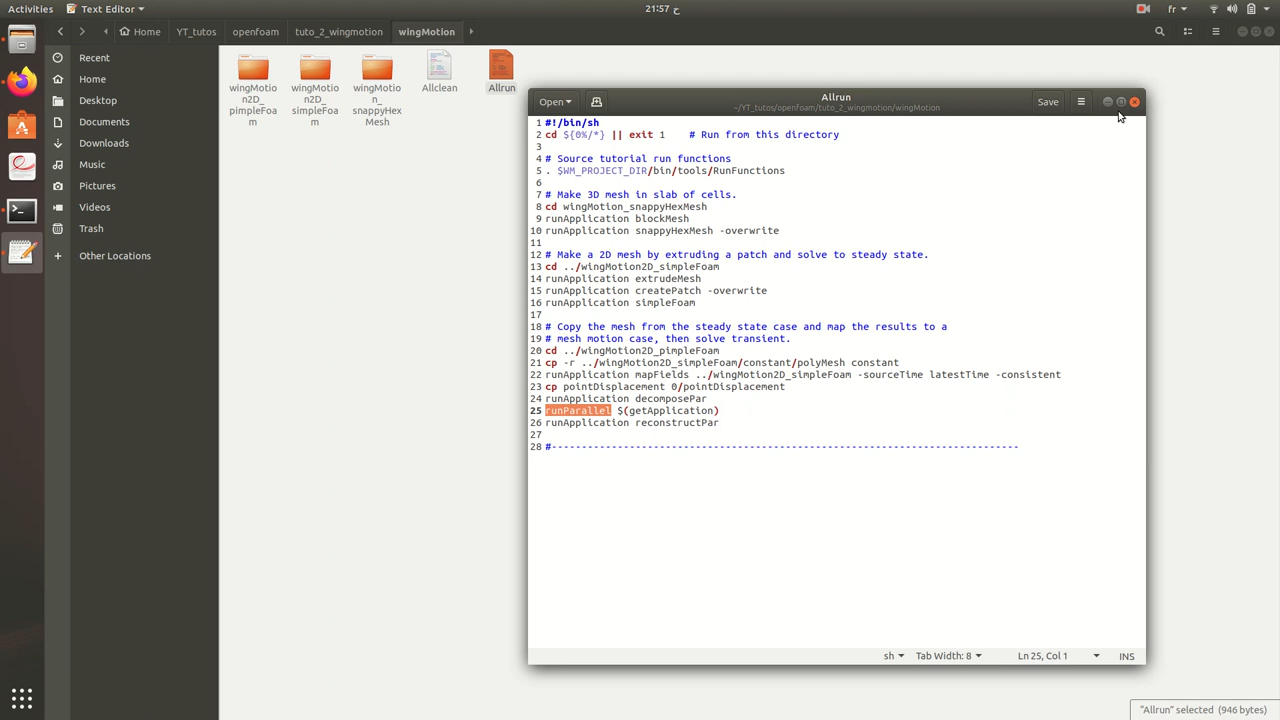 Activities
Text Editor
21:57 ح
fr
Home
YT_tutos
openfoam
tuto_2_wingmotion
wingMotion
Recent
Home
Desktop
Documents
Downloads
Music
Pictures
Videos
Trash
+ Other Locations
wingMotion2D_pimpleFoam
wingMotion2D_simpleFoam
wingMotion_snappyHexMesh
Allclean
Allrun
Open
Allrun
~/YT_tutos/openfoam/tuto_2_wingmotion/wingMotion
Save
1 #!/bin/sh
2 cd ${0%/*} || exit 1    # Run from this directory
3
4 # Source tutorial run functions
5 . $WM_PROJECT_DIR/bin/tools/RunFunctions
6
7 # Make 3D mesh in slab of cells.
8 cd wingMotion_snappyHexMesh
9 runApplication blockMesh
10 runApplication snappyHexMesh -overwrite
11
12 # Make a 2D mesh by extruding a patch and solve to steady state.
13 cd ../wingMotion2D_simpleFoam
14 runApplication extrudeMesh
15 runApplication createPatch -overwrite
16 runApplication simpleFoam
17
18 # Copy the mesh from the steady state case and map the results to a
19 # mesh motion case, then solve transient.
20 cd ../wingMotion2D_pimpleFoam
21 cp -r ../wingMotion2D_simpleFoam/constant/polyMesh constant
22 runApplication mapFields ../wingMotion2D_simpleFoam -sourceTime latestTime -consistent
23 cp pointDisplacement 0/pointDisplacement
24 runApplication decomposePar
25 runParallel $(getApplication)
26 runApplication reconstructPar
27
28 #------------------------------------------------------------------------------
sh
Tab Width: 8
Ln 25, Col 1
INS
"Allrun" selected (946 bytes)